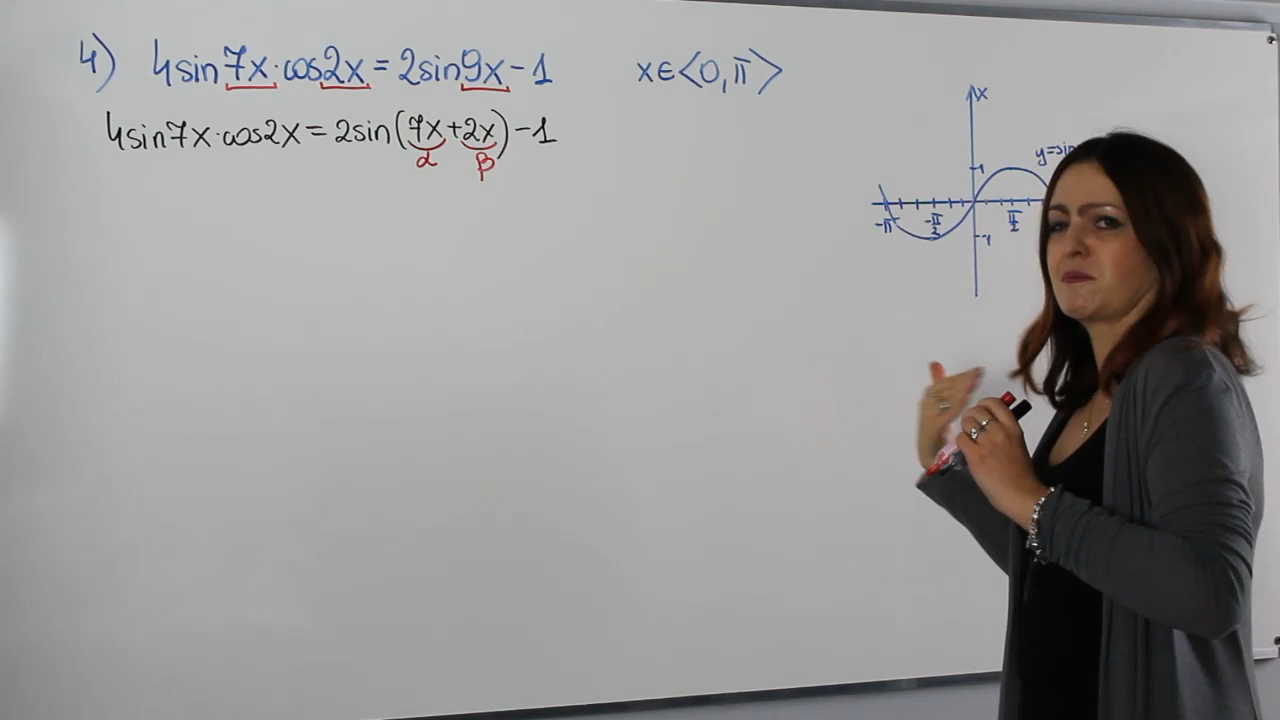 4) 4sin7x·cos2x=2sin9x-1 x∈<0,π>
4sin7x·cos2x=2sin(7x+2x)-1
α β
x
1
y=sin
-π -π/2 π/2
-1